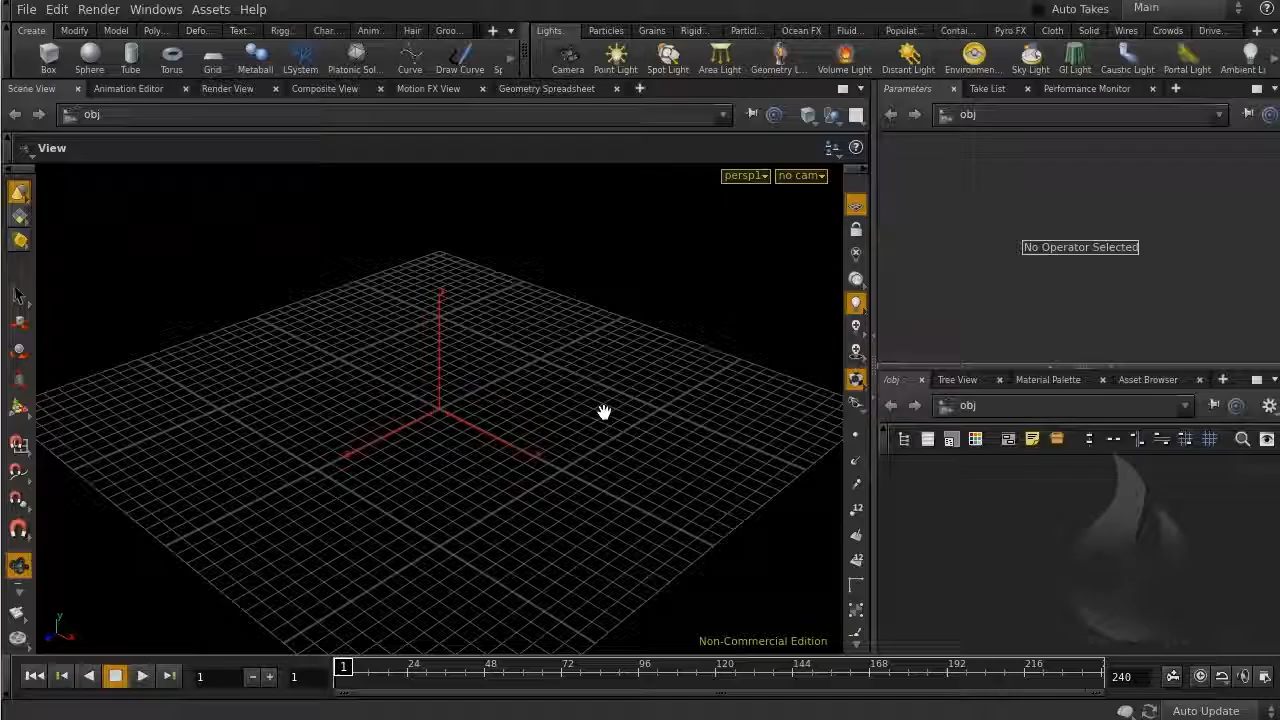 File Edit Render Windows Assets Help
Auto Takes Main
Create Modify Model Poly... Defo... Text... Rigg... Char... Anim... Hair Groo...
Lights... Particles Grains Rigid... Particl... Ocean FX Fluid... Populat... Contai... Pyro FX Cloth Solid Wires Crowds Drive...
Box Sphere Tube Torus Grid Metaball LSystem Platonic Sol... Curve Draw Curve Sp
Camera Point Light Spot Light Area Light Geometry L... Volume Light Distant Light Environmen... Sky Light GI Light Caustic Light Portal Light Ambient Li
Scene View Animation Editor Render View Composite View Motion FX View Geometry Spreadsheet
Parameters Take List Performance Monitor
obj
obj
View
persp1 no cam
No Operator Selected
/obj Tree View Material Palette Asset Browser
obj
12
12
y
Non-Commercial Edition
1 1 1 24 48 72 96 120 144 168 192 216 240
Auto Update